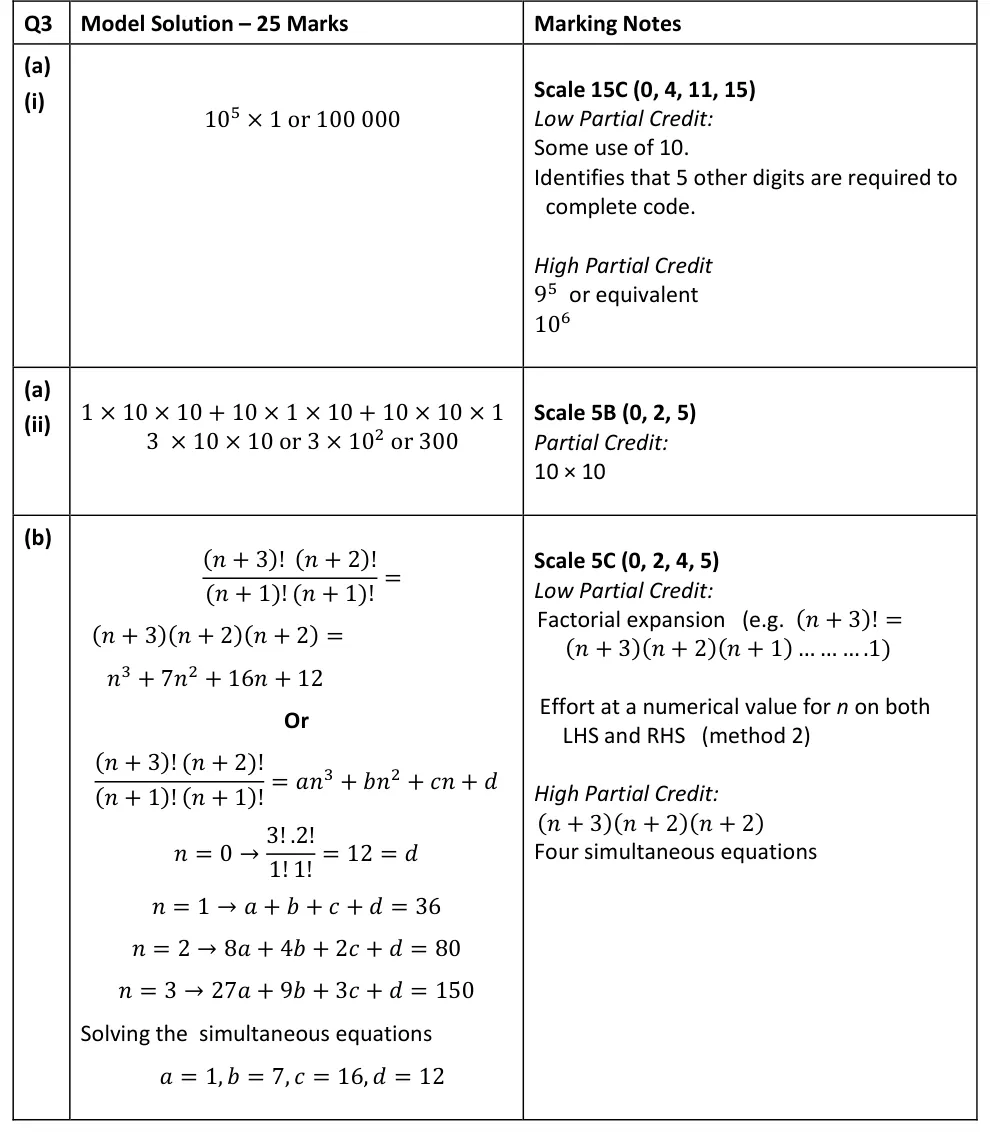 Q3 Model Solution – 25 Marks Marking Notes
(a)
(i)
10⁵ × 1 or 100 000
Scale 15C (0, 4, 11, 15)
Low Partial Credit:
Some use of 10.
Identifies that 5 other digits are required to
complete code.
High Partial Credit
9⁵ or equivalent
10⁶
(a)
(ii)
1 × 10 × 10 + 10 × 1 × 10 + 10 × 10 × 1
3 × 10 × 10 or 3 × 10² or 300
Scale 5B (0, 2, 5)
Partial Credit:
10 × 10
(b)
(n + 3)! (n + 2)!
(n + 1)! (n + 1)! =
(n + 3)(n + 2)(n + 2) =
n³ + 7n² + 16n + 12
Or
(n + 3)! (n + 2)!
(n + 1)! (n + 1)! = an³ + bn² + cn + d
n = 0 → 3! .2!
1! 1! = 12 = d
n = 1 → a + b + c + d = 36
n = 2 → 8a + 4b + 2c + d = 80
n = 3 → 27a + 9b + 3c + d = 150
Solving the simultaneous equations
a = 1, b = 7, c = 16, d = 12
Scale 5C (0, 2, 4, 5)
Low Partial Credit:
Factorial expansion (e.g. (n + 3)! =
(n + 3)(n + 2)(n + 1) … … … .1)
Effort at a numerical value for n on both
LHS and RHS (method 2)
High Partial Credit:
(n + 3)(n + 2)(n + 2)
Four simultaneous equations